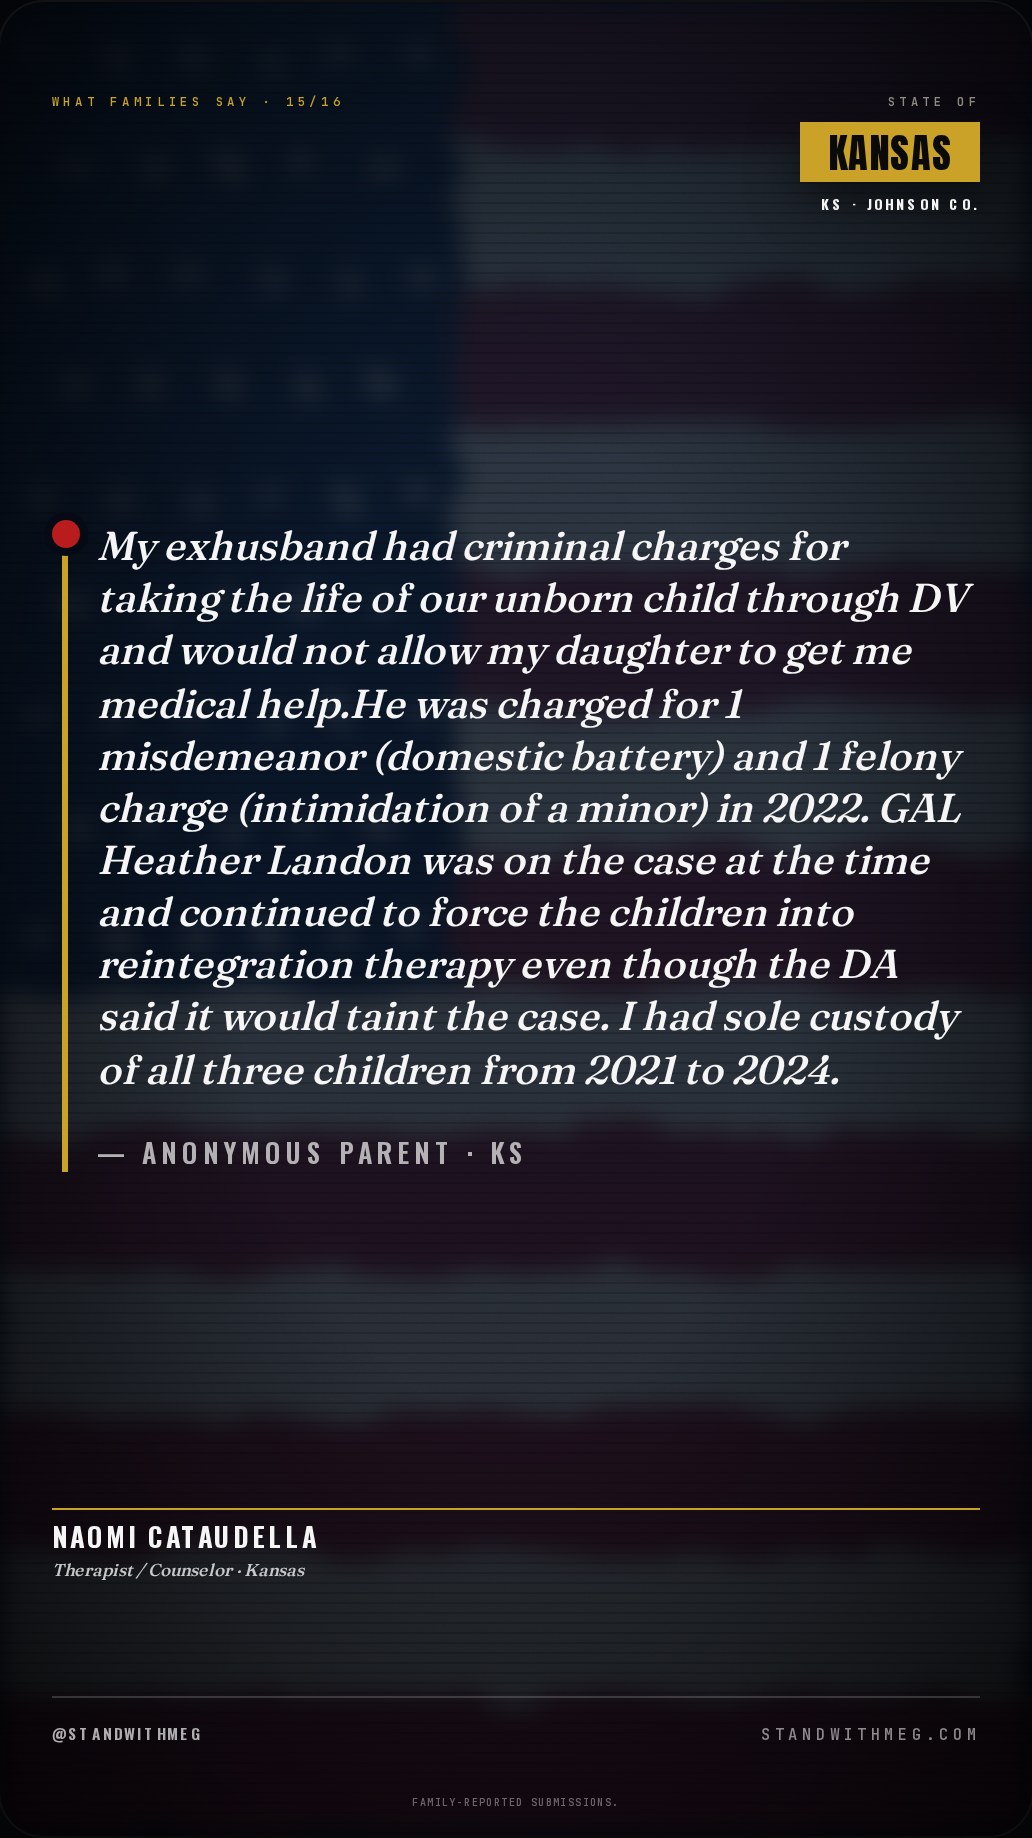 WHAT FAMILIES SAY · 15/16
STATE OF
KANSAS
KS · JOHNSON CO.
My exhusband had criminal charges for
taking the life of our unborn child through DV
and would not allow my daughter to get me
medical help.He was charged for 1
misdemeanor (domestic battery) and 1 felony
charge (intimidation of a minor) in 2022. GAL
Heather Landon was on the case at the time
and continued to force the children into
reintegration therapy even though the DA
said it would taint the case. I had sole custody
of all three children from 2021 to 2024.
— ANONYMOUS PARENT · KS
NAOMI CATAUDELLA
Therapist / Counselor · Kansas
@STANDWITHMEG
STANDWITHMEG.COM
FAMILY-REPORTED SUBMISSIONS.